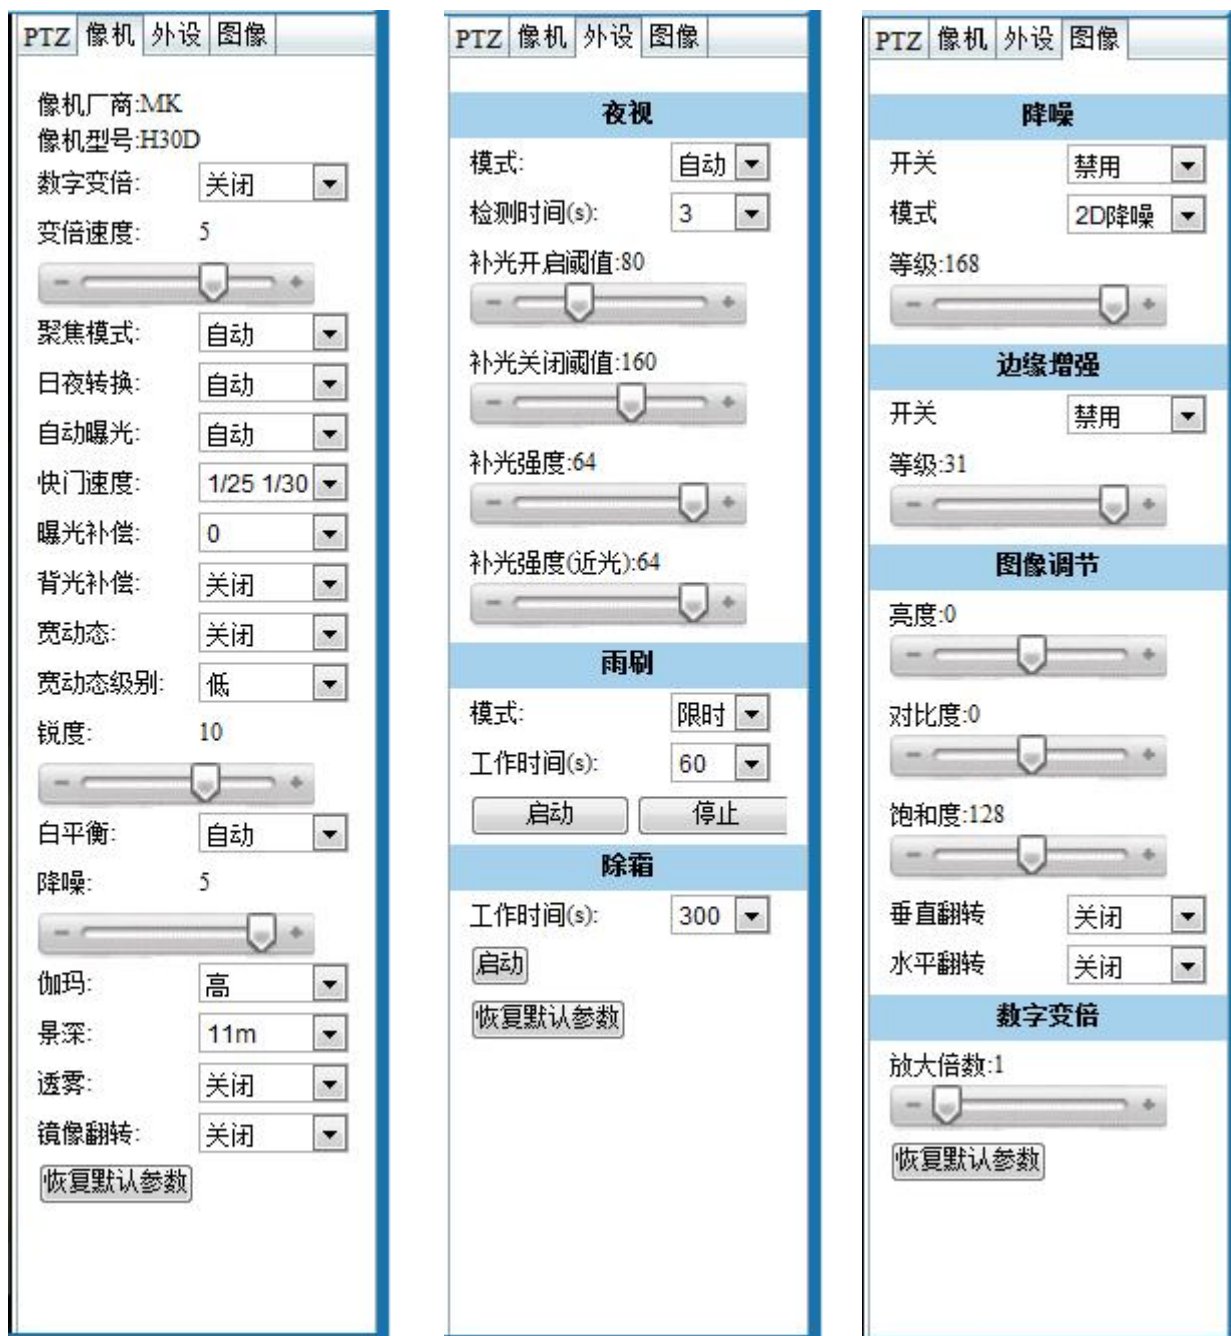 PTZ 像机 外设 图像
像机厂商:MK
像机型号:H30D
数字变倍: 关闭
变倍速度: 5
聚焦模式: 自动
日夜转换: 自动
自动曝光: 自动
快门速度: 1/25 1/30
曝光补偿: 0
背光补偿: 关闭
宽动态: 关闭
宽动态级别: 低
锐度: 10
白平衡: 自动
降噪: 5
伽玛: 高
景深: 11m
透雾: 关闭
镜像翻转: 关闭
恢复默认参数
PTZ 像机 外设 图像
夜视
模式: 自动
检测时间(s): 3
补光开启阈值:80
补光关闭阈值:160
补光强度:64
补光强度(近光):64
雨刷
模式: 限时
工作时间(s): 60
启动 停止
除霜
工作时间(s): 300
启动
恢复默认参数
PTZ 像机 外设 图像
降噪
开关 禁用
模式 2D降噪
等级:168
边缘增强
开关 禁用
等级:31
图像调节
亮度:0
对比度:0
饱和度:128
垂直翻转 关闭
水平翻转 关闭
数字变倍
放大倍数:1
恢复默认参数